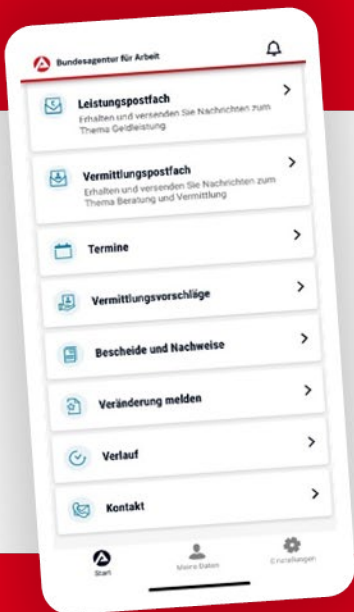 Bundesagentur für Arbeit
Leistungspostfach
Erhalten und versenden Sie Nachrichten zum
Thema Geldleistung
Vermittlungspostfach
Erhalten und versenden Sie Nachrichten zum
Thema Beratung und Vermittlung
Termine
Vermittlungsvorschläge
Bescheide und Nachweise
Veränderung melden
Verlauf
Kontakt
Start
Meine Daten
Einstellungen